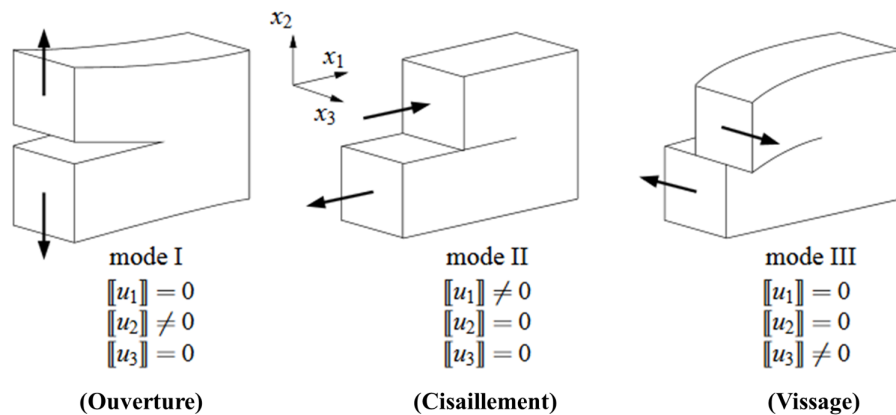 x₂
x₁
x₃
mode I
⟦u₁⟧ = 0
⟦u₂⟧ ≠ 0
⟦u₃⟧ = 0
(Ouverture)
mode II
⟦u₁⟧ ≠ 0
⟦u₂⟧ = 0
⟦u₃⟧ = 0
(Cisaillement)
mode III
⟦u₁⟧ = 0
⟦u₂⟧ = 0
⟦u₃⟧ ≠ 0
(Vissage)